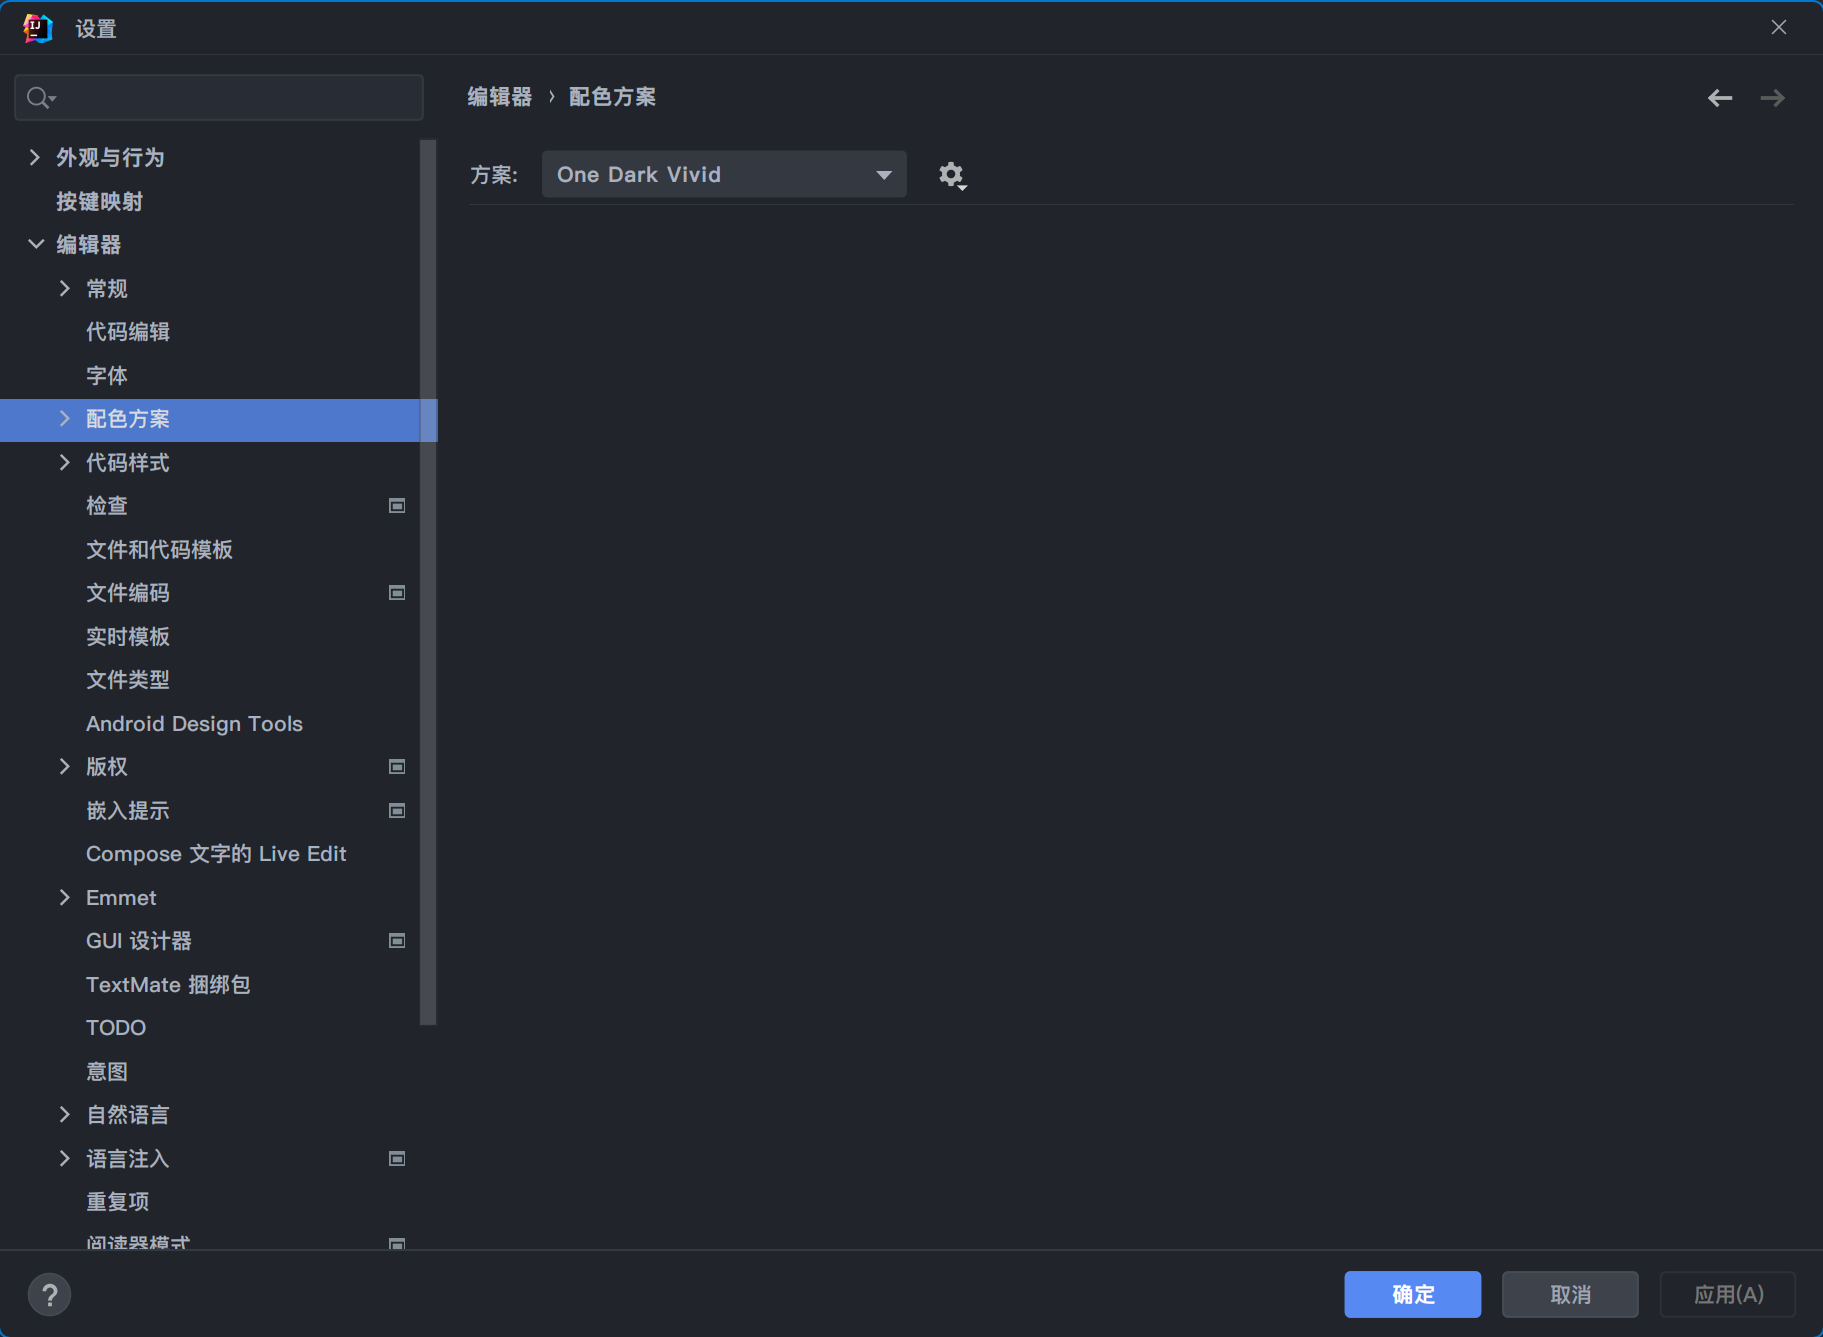 设置
外观与行为
按键映射
编辑器
常规
代码编辑
字体
配色方案
代码样式
检查
文件和代码模板
文件编码
实时模板
文件类型
Android Design Tools
版权
嵌入提示
Compose 文字的 Live Edit
Emmet
GUI 设计器
TextMate 捆绑包
TODO
意图
自然语言
语言注入
重复项
阅读器模式
编辑器 › 配色方案
方案: One Dark Vivid
?
确定 取消 应用(A)